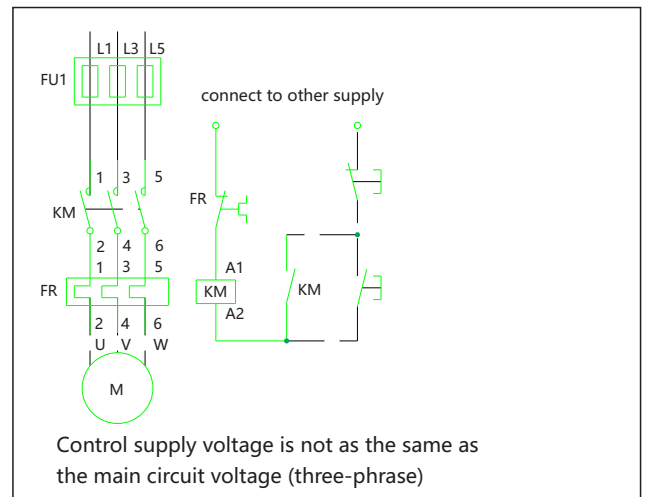 L1 L3 L5
FU1
connect to other supply
1 3 5
KM
FR
2 4 6
1 3 5
FR
A1
KM
KM
A2
2 4 6
U V W
M
Control supply voltage is not as the same as
the main circuit voltage (three-phrase)